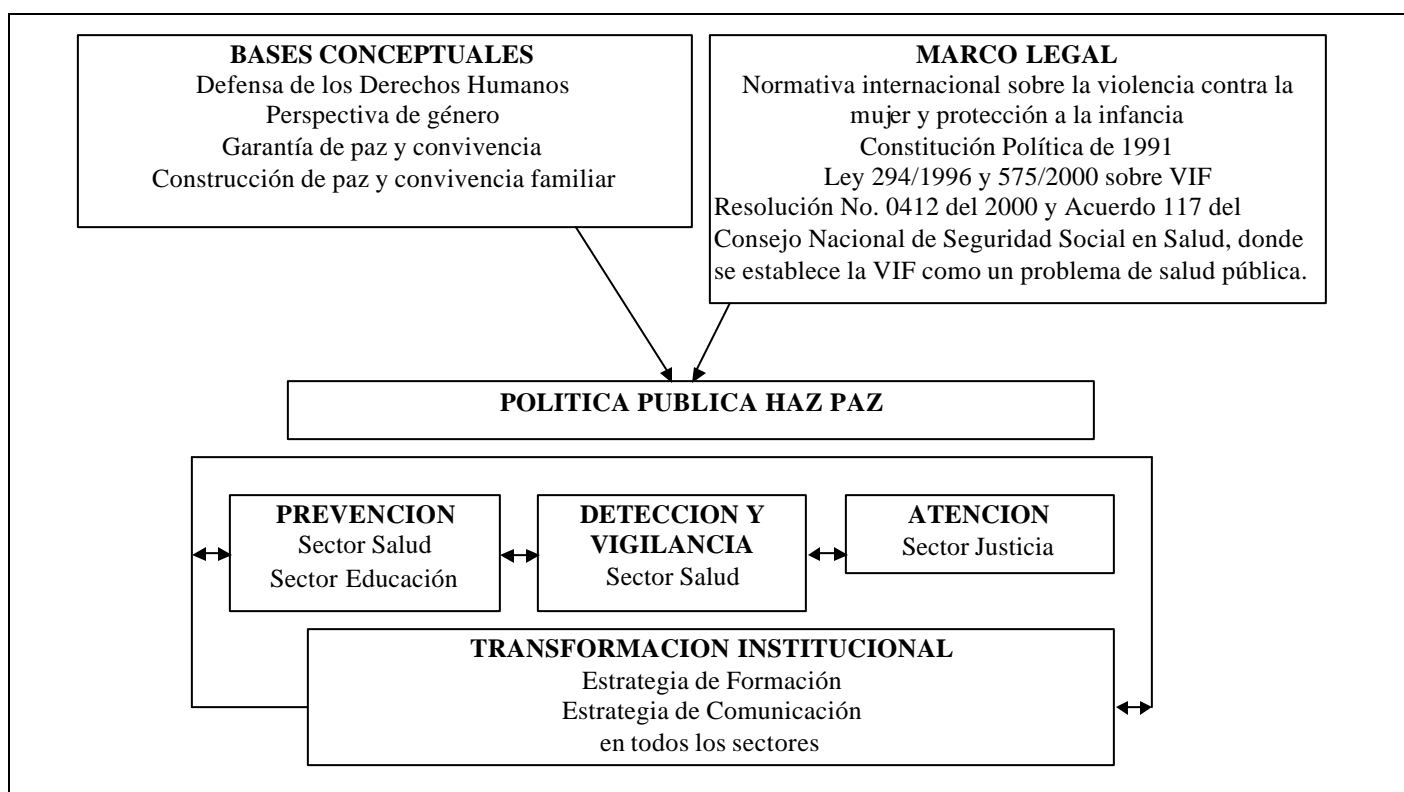 BASES CONCEPTUALES
Defensa de los Derechos Humanos
Perspectiva de género
Garantía de paz y convivencia
Construcción de paz y convivencia familiar
MARCO LEGAL
Normativa internacional sobre la violencia contra la
mujer y protección a la infancia
Constitución Política de 1991
Ley 294/1996 y 575/2000 sobre VIF
Resolución No. 0412 del 2000 y Acuerdo 117 del
Consejo Nacional de Seguridad Social en Salud, donde
se establece la VIF como un problema de salud pública.
POLITICA PUBLICA HAZ PAZ
PREVENCION
Sector Salud
Sector Educación
DETECCION Y
VIGILANCIA
Sector Salud
ATENCION
Sector Justicia
TRANSFORMACION INSTITUCIONAL
Estrategia de Formación
Estrategia de Comunicación
en todos los sectores